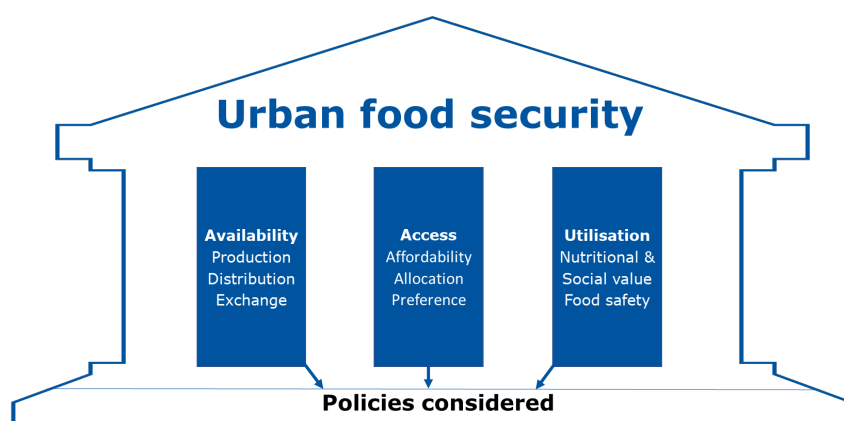 Urban food security
Availability
Production
Distribution
Exchange
Access
Affordability
Allocation
Preference
Utilisation
Nutritional &
Social value
Food safety
Policies considered